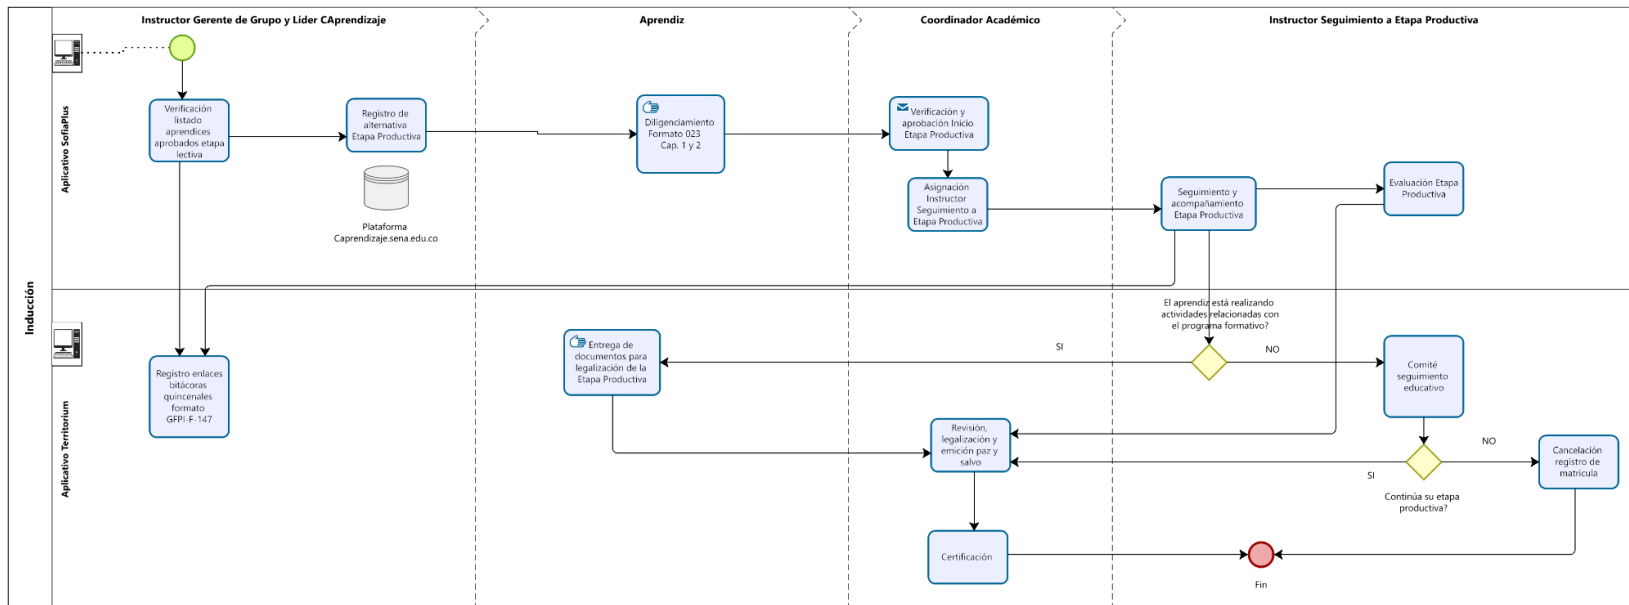 Instructor Gerente de Grupo y Líder CAprendizaje
Aprendiz
Coordinador Académico
Instructor Seguimiento a Etapa Productiva
Inducción
Aplicativo SofiaPlus
Verificación
listado
aprendices
aprobados etapa
lectiva
Registro de
alternativa
Etapa Productiva
Plataforma
Caprendizaje.sena.edu.co
Diligenciamiento
Formato 023
Cap. 1 y 2
Verificación y
aprobación Inicio
Etapa Productiva
Asignación
Instructor
Seguimiento a
Etapa Productiva
Seguimiento y
acompañamiento
Etapa Productiva
Evaluación Etapa
Productiva
Aplicativo Territorium
Registro enlaces
bitácoras
quincenales
formato
GFPI-F-147
Entrega de
documentos para
legalización de la
Etapa Productiva
El aprendiz está realizando
actividades relacionadas con
el programa formativo?
SI
NO
Comité
seguimiento
educativo
Revisión,
legalización y
emición paz y
salvo
SI
NO
Continúa su etapa
productiva?
Cancelación
registro de
matricula
Certificación
Fin